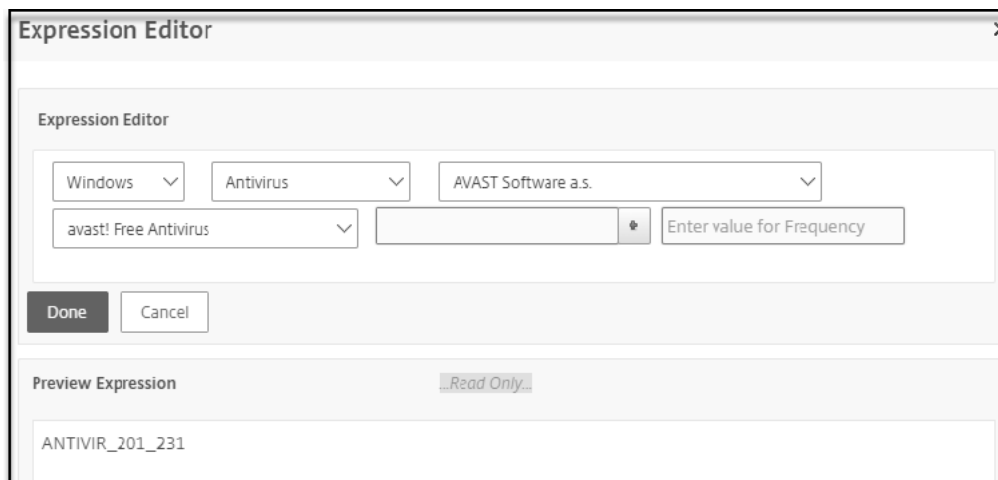 Expression Editor
Expression Editor
Windows Antivirus AVAST Software a.s.
avast! Free Antivirus Enter value for Frequency
Done Cancel
Preview Expression ...Read Only...
ANTIVIR_201_231